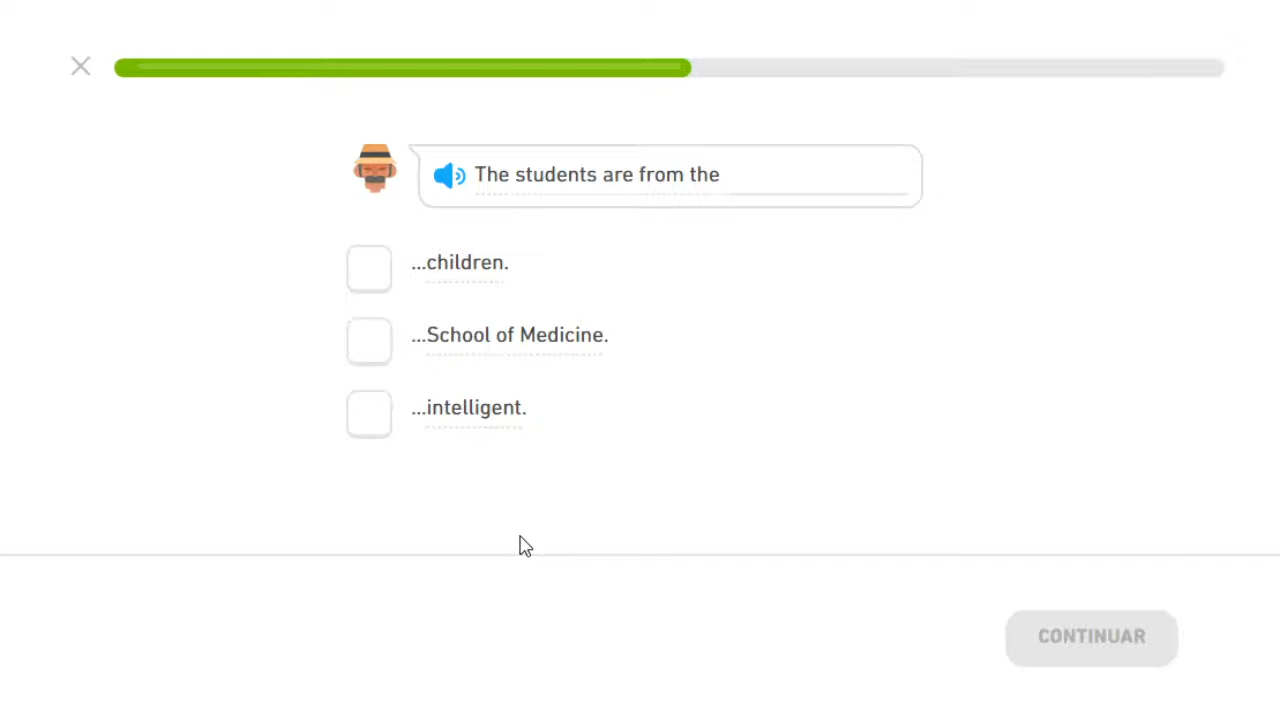 The students are from the
...children.
...School of Medicine.
...intelligent.
CONTINUAR